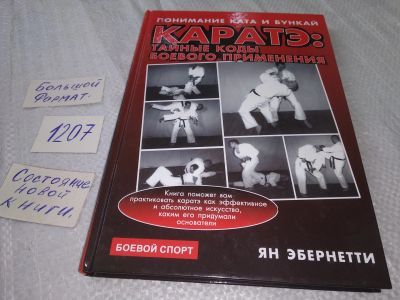 ПОНИМАНИЕ КАТА И БУНКАЙ
КАРАТЭ:
ТАЙНЫЕ КОДЫ
БОЕВОГО ПРИМЕНЕНИЯ
Большой
формат.
1207
Состояние
новой
книги.
Книга поможет вам
практиковать каратэ как эффективное
и абсолютное искусство,
каким его придумали
основатели
БОЕВОЙ СПОРТ
ЯН ЭБЕРНЕТТИ